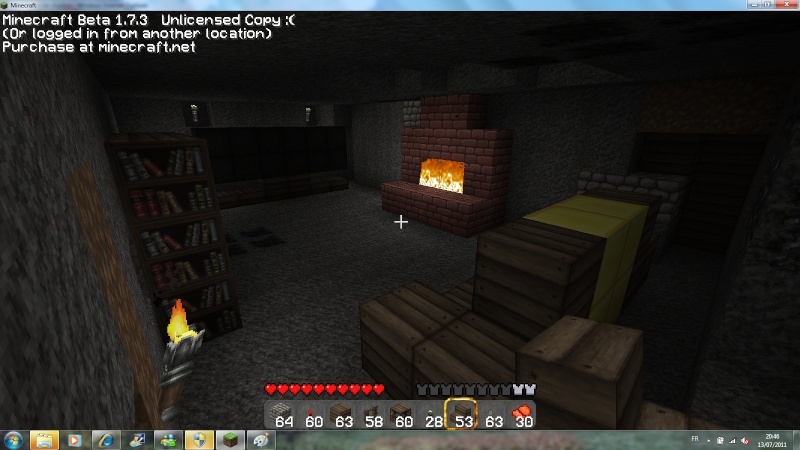 Minecraft
Minecraft Beta 1.7.3 Unlicensed Copy :(
(Or logged in from another location)
Purchase at minecraft.net
64 60 63 58 60 28 53 63 30
FR
20:46
13/07/2011